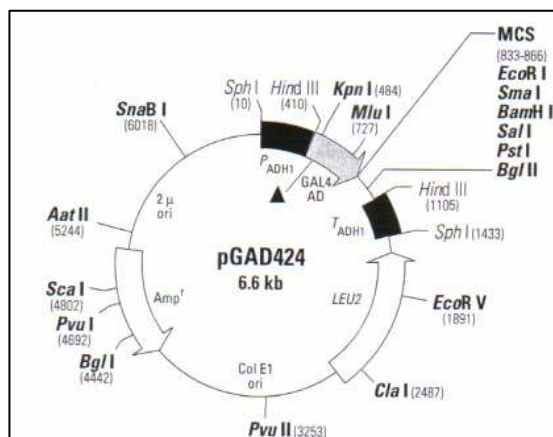 MCS
(833-866)
EcoR I
Sma I
BamH I
Sal I
Pst I
Bgl II
Sph I
(10)
Hind III
(410)
Kpn I (484)
Mlu I
(727)
SnaB I
(6018)
PADH1
GAL4
AD
Hind III
(1105)
TADH1
Sph I (1433)
2 μ
ori
Aat II
(5244)
pGAD424
6.6 kb
Sca I
(4802)
Ampr
LEU2
EcoR V
(1891)
Pvu I
(4692)
Bgl I
(4442)
Col E1
ori
Cla I (2487)
Pvu II (3253)